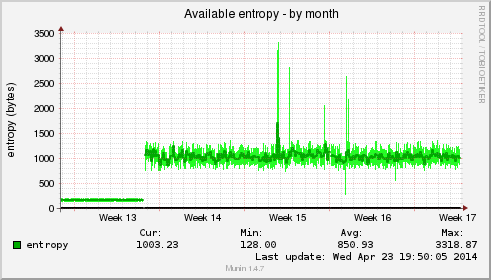 Available entropy - by month
RRDTOOL / TOBI OETIKER
entropy (bytes)
3500
3000
2500
2000
1500
1000
500
0
Week 13 Week 14 Week 15 Week 16 Week 17
Cur: Min: Avg: Max:
entropy 1003.23 128.00 850.93 3318.87
Last update: Wed Apr 23 19:50:05 2014
Munin 1.4.7